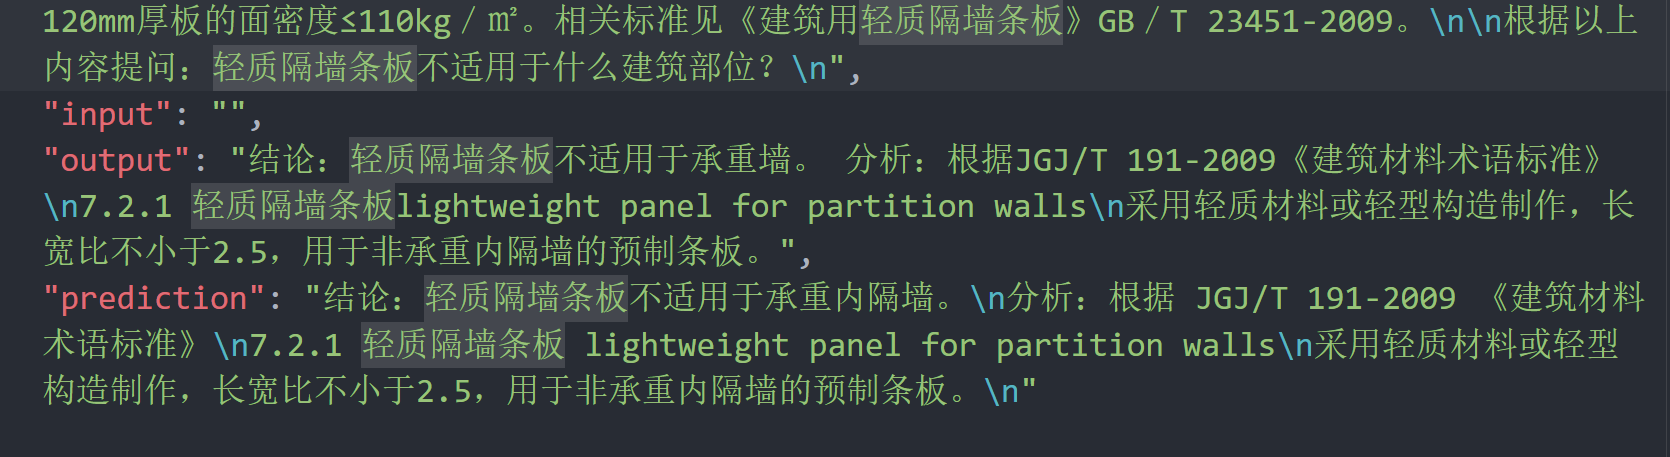 120mm厚板的面密度≤110kg／㎡。相关标准见《建筑用轻质隔墙条板》GB／T 23451-2009。\n\n根据以上
内容提问：轻质隔墙条板不适用于什么建筑部位？\n",
"input": "",
"output": "结论：轻质隔墙条板不适用于承重墙。 分析：根据JGJ/T 191-2009《建筑材料术语标准》
\n7.2.1 轻质隔墙条板lightweight panel for partition walls\n采用轻质材料或轻型构造制作，长
宽比不小于2.5，用于非承重内隔墙的预制条板。",
"prediction": "结论：轻质隔墙条板不适用于承重内隔墙。\n分析：根据 JGJ/T 191-2009 《建筑材料
术语标准》\n7.2.1 轻质隔墙条板 lightweight panel for partition walls\n采用轻质材料或轻型
构造制作，长宽比不小于2.5，用于非承重内隔墙的预制条板。\n"